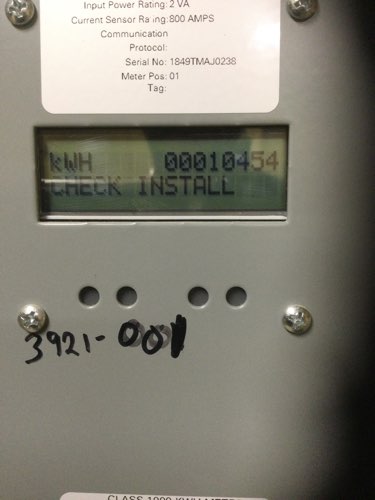 Input Power Rating: 2 VA
Current Sensor Rating: 800 AMPS
Communication
Protocol:
Serial No: 1849TMAJ0238
Meter Pos: 01
Tag:
kWH 00010454
CHECK INSTALL
3921-001